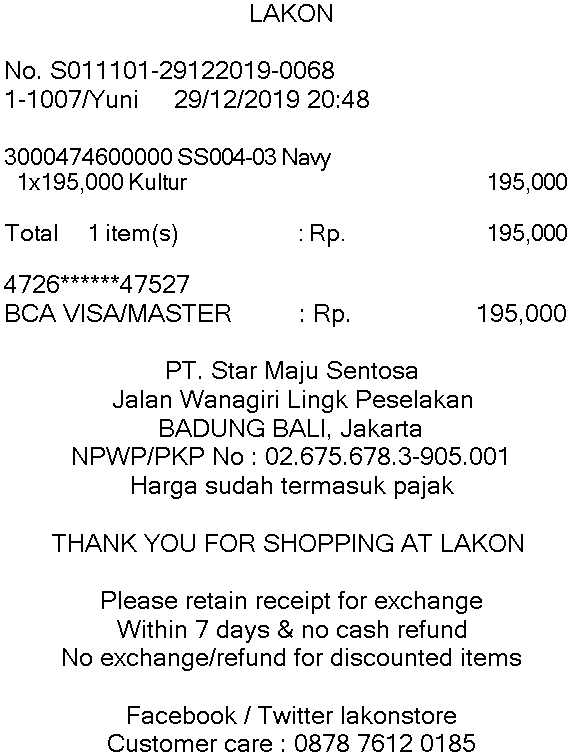 LAKON
No. S011101-29122019-0068
1-1007/Yuni 29/12/2019 20:48
3000474600000 SS004-03 Navy
1x195,000 Kultur 195,000
Total 1 item(s) : Rp. 195,000
4726******47527
BCA VISA/MASTER : Rp. 195,000
PT. Star Maju Sentosa
Jalan Wanagiri Lingk Peselakan
BADUNG BALI, Jakarta
NPWP/PKP No : 02.675.678.3-905.001
Harga sudah termasuk pajak
THANK YOU FOR SHOPPING AT LAKON
Please retain receipt for exchange
Within 7 days & no cash refund
No exchange/refund for discounted items
Facebook / Twitter lakonstore
Customer care : 0878 7612 0185